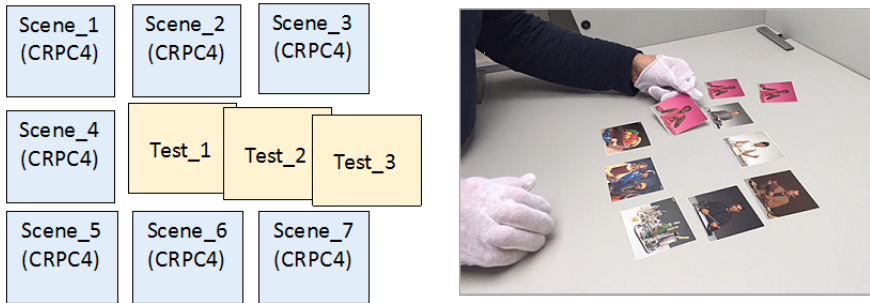 Scene_1
(CRPC4)
Scene_2
(CRPC4)
Scene_3
(CRPC4)
Scene_4
(CRPC4)
Test_1
Test_2
Test_3
Scene_5
(CRPC4)
Scene_6
(CRPC4)
Scene_7
(CRPC4)